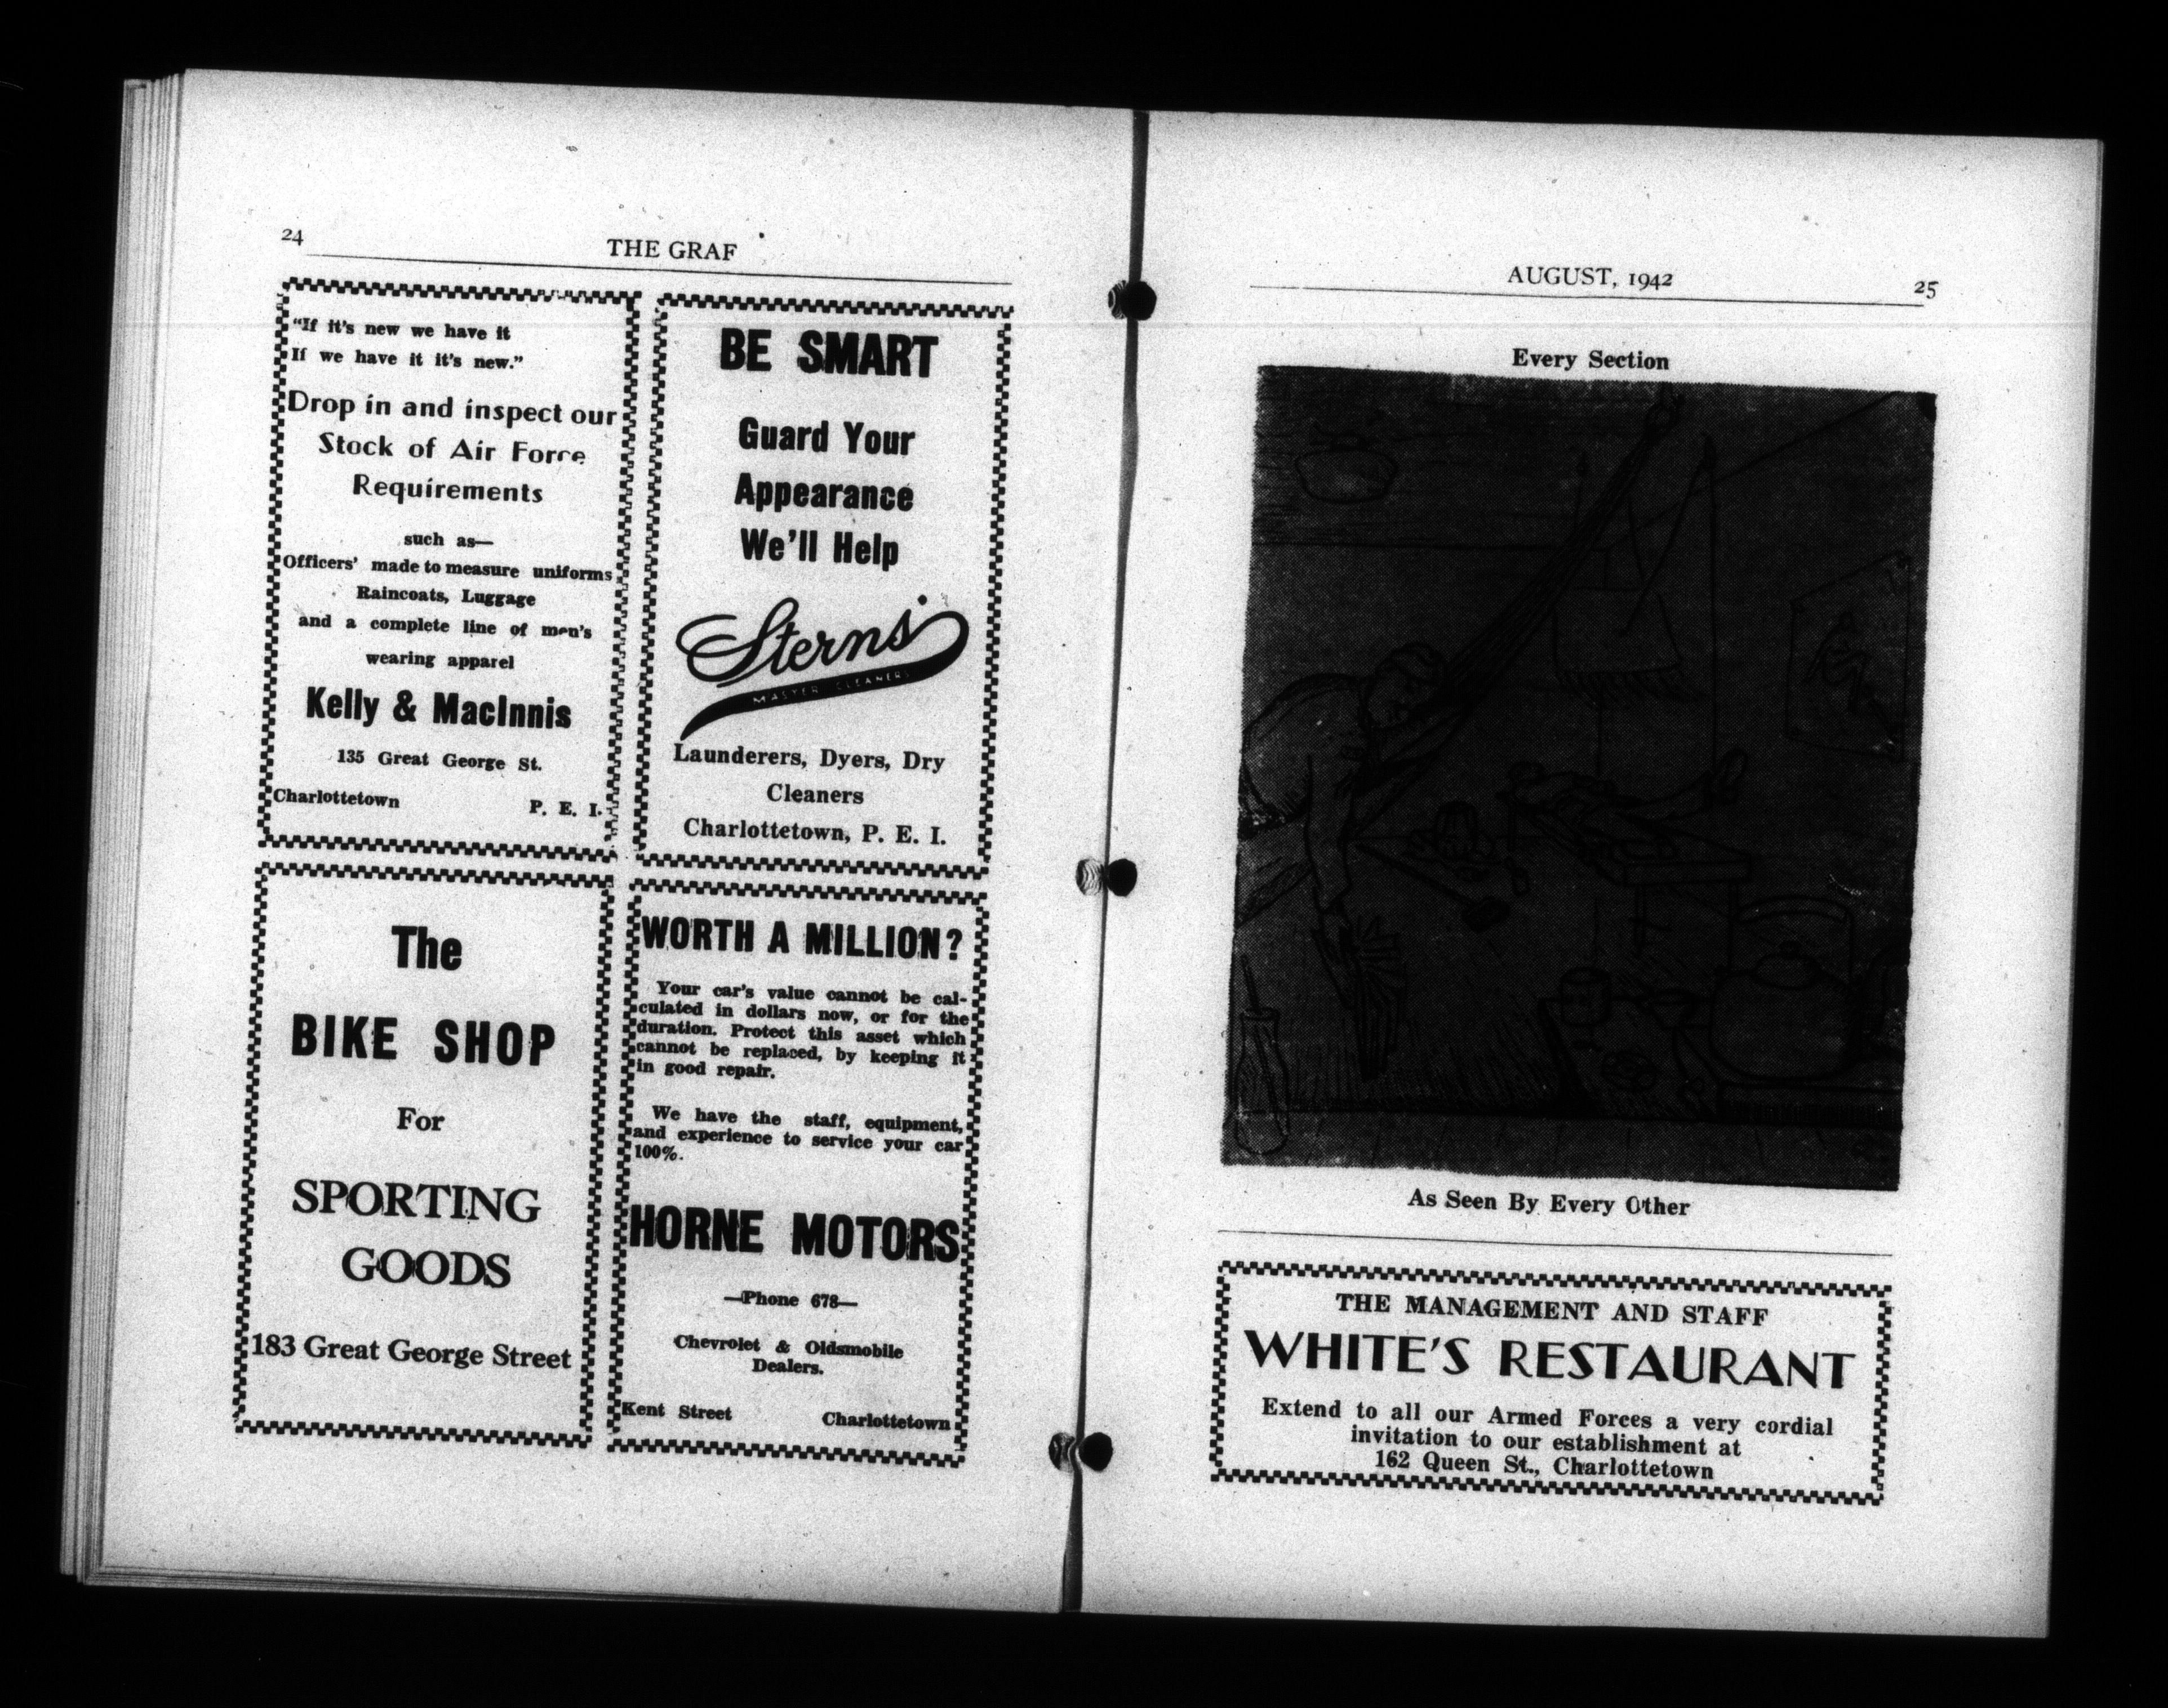 24
THE GRAF
"If it's new we have it
If we have it it's new."
Drop in and inspect our
Stock of Air Force
Requirements
such as—
Officers' made to measure uniforms
Raincoats, Luggage
and a complete line of men's
wearing apparel
Kelly & MacInnis
135 Great George St.
Charlottetown P. E. I.
BE SMART
Guard Your
Appearance
We'll Help
Sterns'
MASTER CLEANERS
Launderers, Dyers, Dry
Cleaners
Charlottetown, P. E. I.
The
BIKE SHOP
For
SPORTING
GOODS
183 Great George Street
WORTH A MILLION?
Your car's value cannot be cal-
culated in dollars now, or for the
duration. Protect this asset which
cannot be replaced, by keeping it
in good repair.
We have the staff, equipment,
and experience to service your car
100%.
HORNE MOTORS
—Phone 678—
Chevrolet & Oldsmobile
Dealers.
Kent Street Charlottetown
AUGUST, 1942
25
Every Section
As Seen By Every Other
THE MANAGEMENT AND STAFF
WHITE'S RESTAURANT
Extend to all our Armed Forces a very cordial
invitation to our establishment at
162 Queen St., Charlottetown